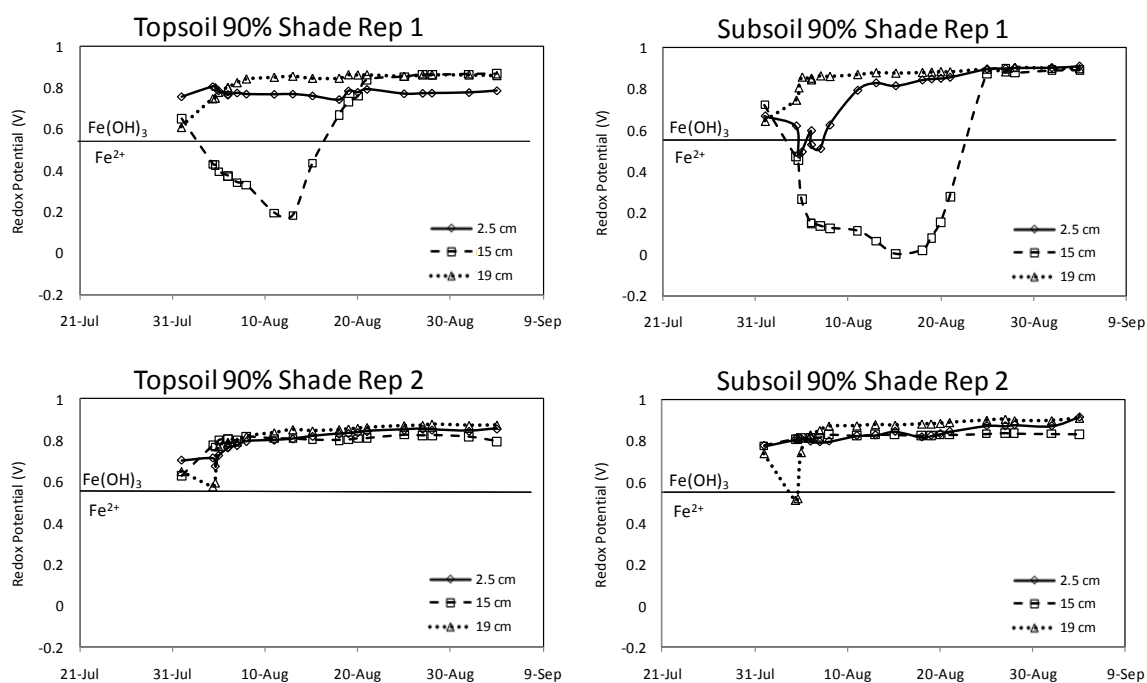 Topsoil 90% Shade Rep 1
Redox Potential (V)
1
0.8
0.6
0.4
0.2
0
-0.2
Fe(OH)₃
Fe²⁺
2.5 cm
15 cm
19 cm
21-Jul 31-Jul 10-Aug 20-Aug 30-Aug 9-Sep
Subsoil 90% Shade Rep 1
Redox Potential (V)
1
0.8
0.6
0.4
0.2
0
-0.2
Fe(OH)₃
Fe²⁺
2.5 cm
15 cm
19 cm
21-Jul 31-Jul 10-Aug 20-Aug 30-Aug 9-Sep
Topsoil 90% Shade Rep 2
Redox Potential (V)
1
0.8
0.6
0.4
0.2
0
-0.2
Fe(OH)₃
Fe²⁺
2.5 cm
15 cm
19 cm
21-Jul 31-Jul 10-Aug 20-Aug 30-Aug 9-Sep
Subsoil 90% Shade Rep 2
Redox Potential (V)
1
0.8
0.6
0.4
0.2
0
-0.2
Fe(OH)₃
Fe²⁺
2.5 cm
15 cm
19 cm
21-Jul 31-Jul 10-Aug 20-Aug 30-Aug 9-Sep